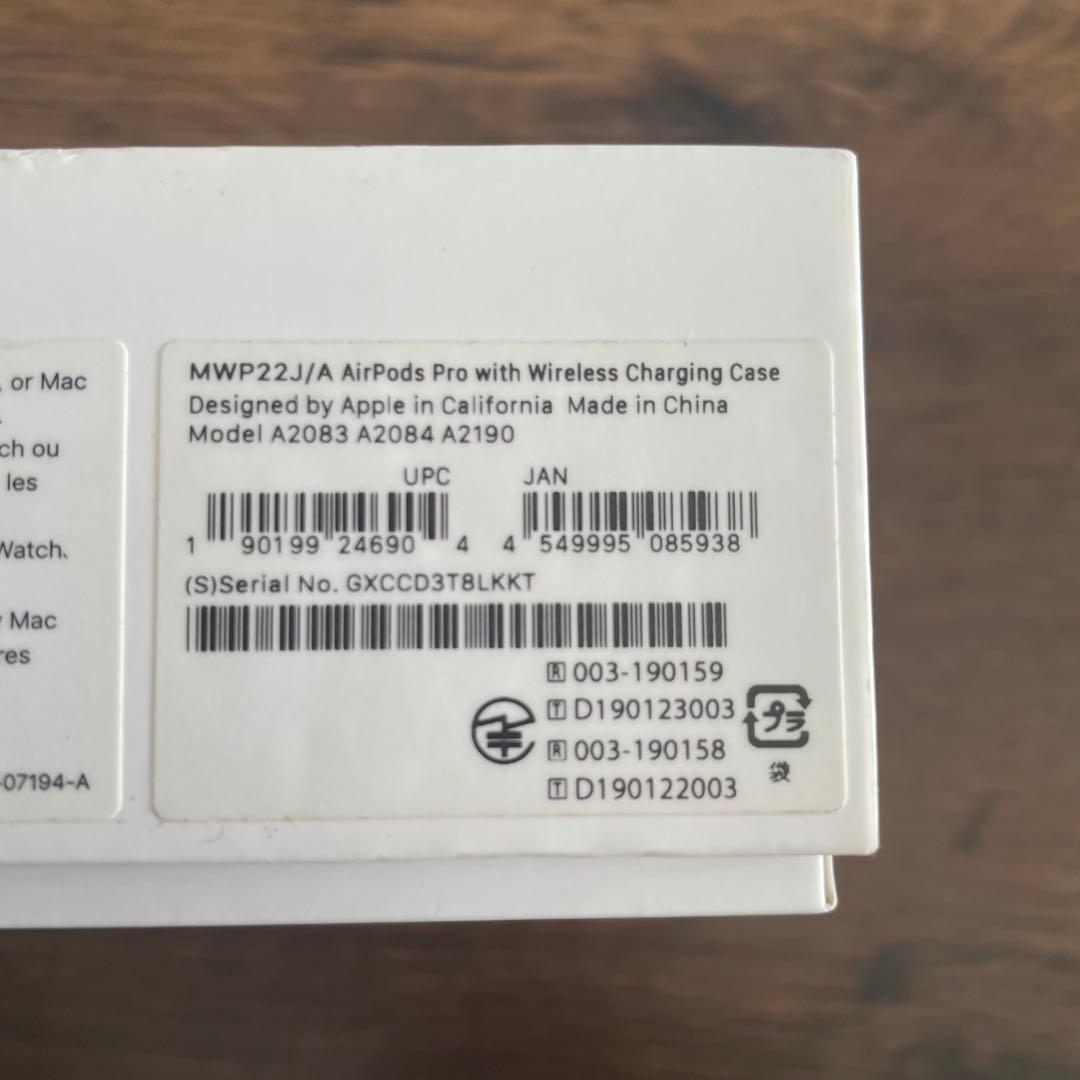 , or Mac
ch ou
les
Watch、
Mac
res
-07194-A
MWP22J/A AirPods Pro with Wireless Charging Case
Designed by Apple in California Made in China
Model A2083 A2084 A2190
UPC JAN
1 90199 24690 4 4 549995 085938
(S)Serial No. GXCCD3T8LKKT
R 003-190159
T D190123003
R 003-190158
T D190122003
プラ
袋